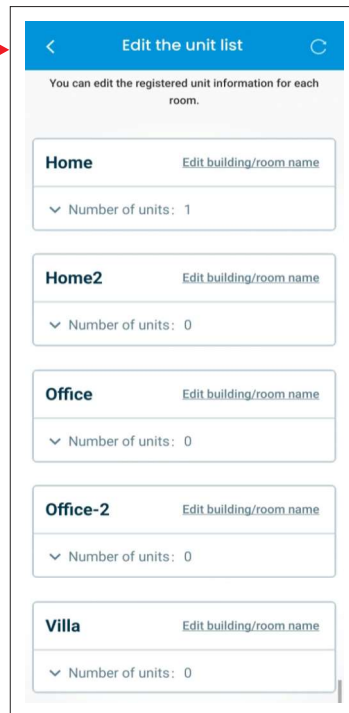 Edit the unit list
You can edit the registered unit information for each
room.
Home Edit building/room name
Number of units: 1
Home2 Edit building/room name
Number of units: 0
Office Edit building/room name
Number of units: 0
Office-2 Edit building/room name
Number of units: 0
Villa Edit building/room name
Number of units: 0